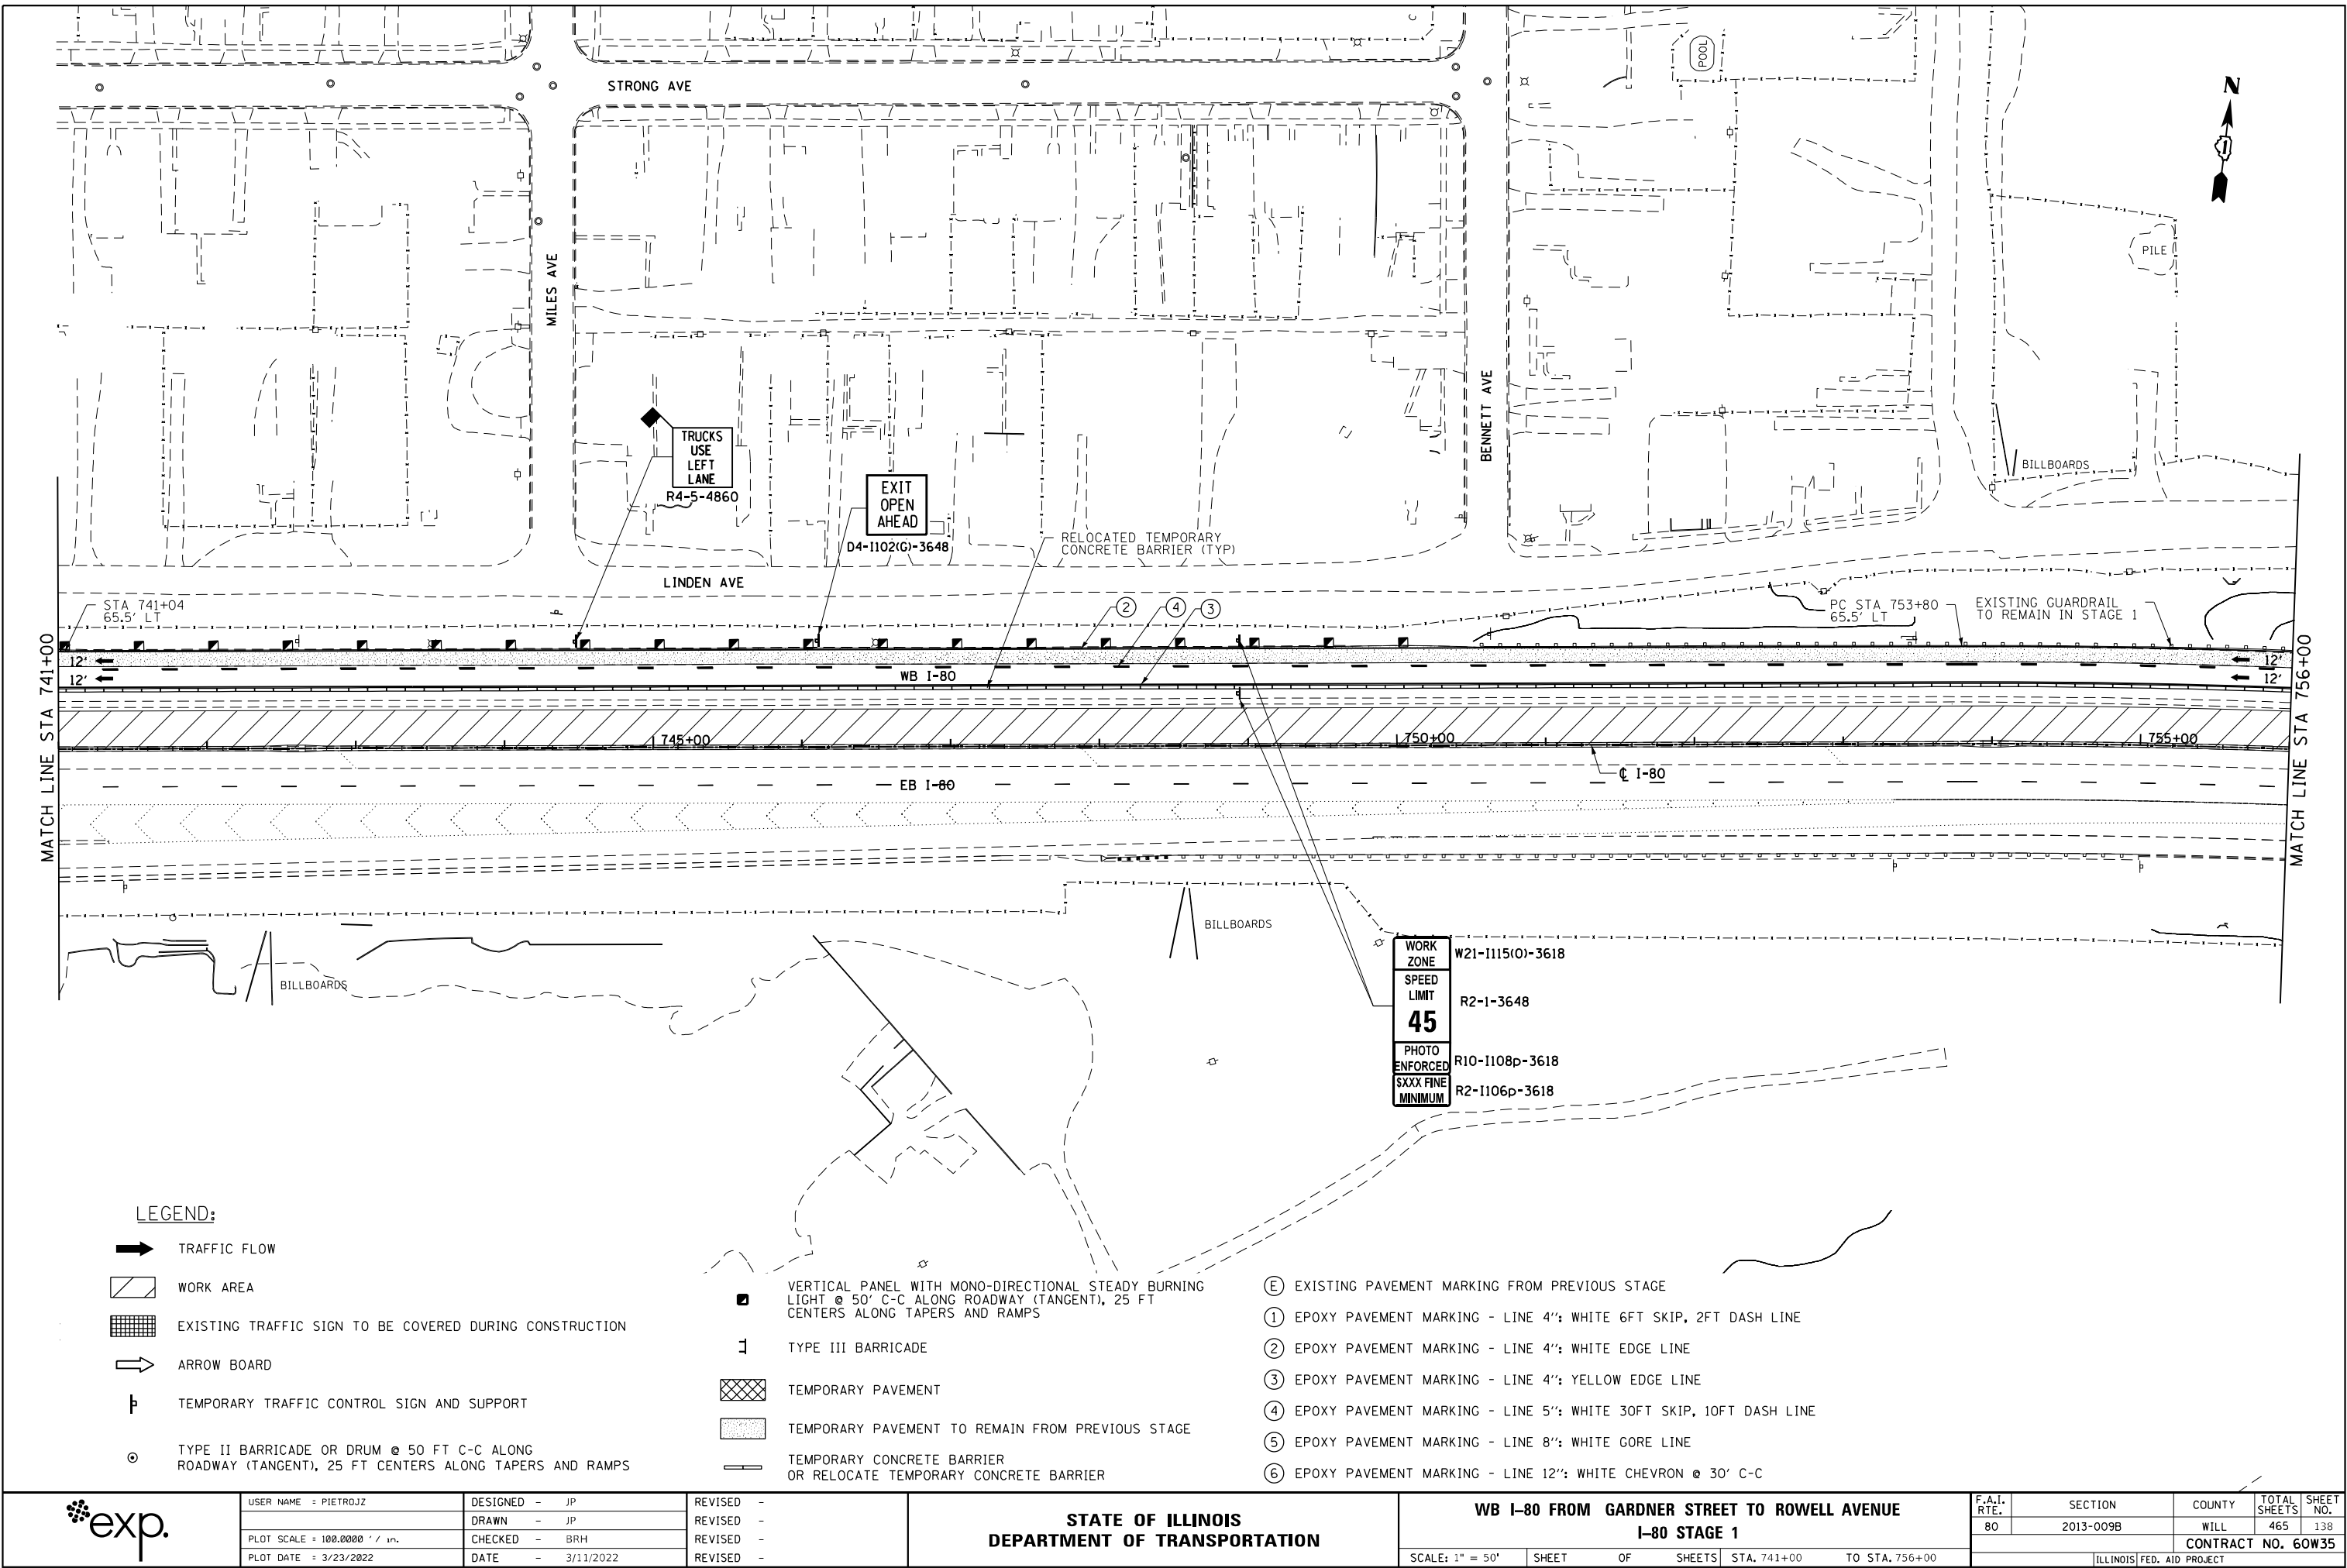 STRONG AVE
POOL
N
1
MILES AVE
PILE
BENNETT AVE
TRUCKS
USE
LEFT
LANE
R4-5-4860
EXIT
OPEN
AHEAD
D4-I102(G)-3648
BILLBOARDS
RELOCATED TEMPORARY
CONCRETE BARRIER (TYP)
LINDEN AVE
STA 741+04
65.5' LT
2
4
3
PC STA 753+80
65.5' LT
EXISTING GUARDRAIL
TO REMAIN IN STAGE 1
MATCH LINE STA 741+00
MATCH LINE STA 756+00
12'
12'
12'
12'
WB I-80
745+00
750+00
755+00
℄ I-80
EB I-80
BILLBOARDS
BILLBOARDS
WORK
ZONE
W21-I115(O)-3618
SPEED
LIMIT
45
R2-1-3648
PHOTO
ENFORCED
R10-I108p-3618
$XXX FINE
MINIMUM
R2-I106p-3618
LEGEND:
TRAFFIC FLOW
WORK AREA
EXISTING TRAFFIC SIGN TO BE COVERED DURING CONSTRUCTION
ARROW BOARD
TEMPORARY TRAFFIC CONTROL SIGN AND SUPPORT
TYPE II BARRICADE OR DRUM @ 50 FT C-C ALONG
ROADWAY (TANGENT), 25 FT CENTERS ALONG TAPERS AND RAMPS
VERTICAL PANEL WITH MONO-DIRECTIONAL STEADY BURNING
LIGHT @ 50' C-C ALONG ROADWAY (TANGENT), 25 FT
CENTERS ALONG TAPERS AND RAMPS
TYPE III BARRICADE
TEMPORARY PAVEMENT
TEMPORARY PAVEMENT TO REMAIN FROM PREVIOUS STAGE
TEMPORARY CONCRETE BARRIER
OR RELOCATE TEMPORARY CONCRETE BARRIER
E EXISTING PAVEMENT MARKING FROM PREVIOUS STAGE
1 EPOXY PAVEMENT MARKING - LINE 4'': WHITE 6FT SKIP, 2FT DASH LINE
2 EPOXY PAVEMENT MARKING - LINE 4'': WHITE EDGE LINE
3 EPOXY PAVEMENT MARKING - LINE 4'': YELLOW EDGE LINE
4 EPOXY PAVEMENT MARKING - LINE 5'': WHITE 30FT SKIP, 10FT DASH LINE
5 EPOXY PAVEMENT MARKING - LINE 8'': WHITE GORE LINE
6 EPOXY PAVEMENT MARKING - LINE 12'': WHITE CHEVRON @ 30' C-C
exp.
USER NAME = PIETROJZ
PLOT SCALE = 100.0000 ' / in.
PLOT DATE = 3/23/2022
DESIGNED - JP
DRAWN - JP
CHECKED - BRH
DATE - 3/11/2022
REVISED -
REVISED -
REVISED -
REVISED -
STATE OF ILLINOIS
DEPARTMENT OF TRANSPORTATION
WB I-80 FROM GARDNER STREET TO ROWELL AVENUE
I-80 STAGE 1
SCALE: 1" = 50' SHEET OF SHEETS STA. 741+00 TO STA. 756+00
F.A.I. RTE.
80
SECTION
2013-009B
COUNTY
WILL
TOTAL SHEETS
465
SHEET NO.
138
CONTRACT NO. 60W35
ILLINOIS FED. AID PROJECT